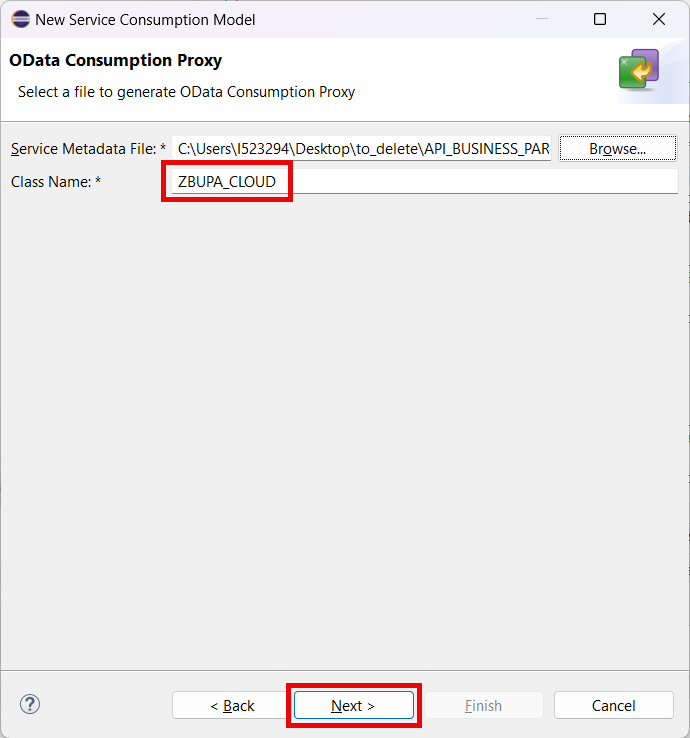 New Service Consumption Model
OData Consumption Proxy
Select a file to generate OData Consumption Proxy
Service Metadata File: * C:\Users\I523294\Desktop\to_delete\API_BUSINESS_PAR Browse...
Class Name: * ZBUPA_CLOUD
? < Back Next > Finish Cancel